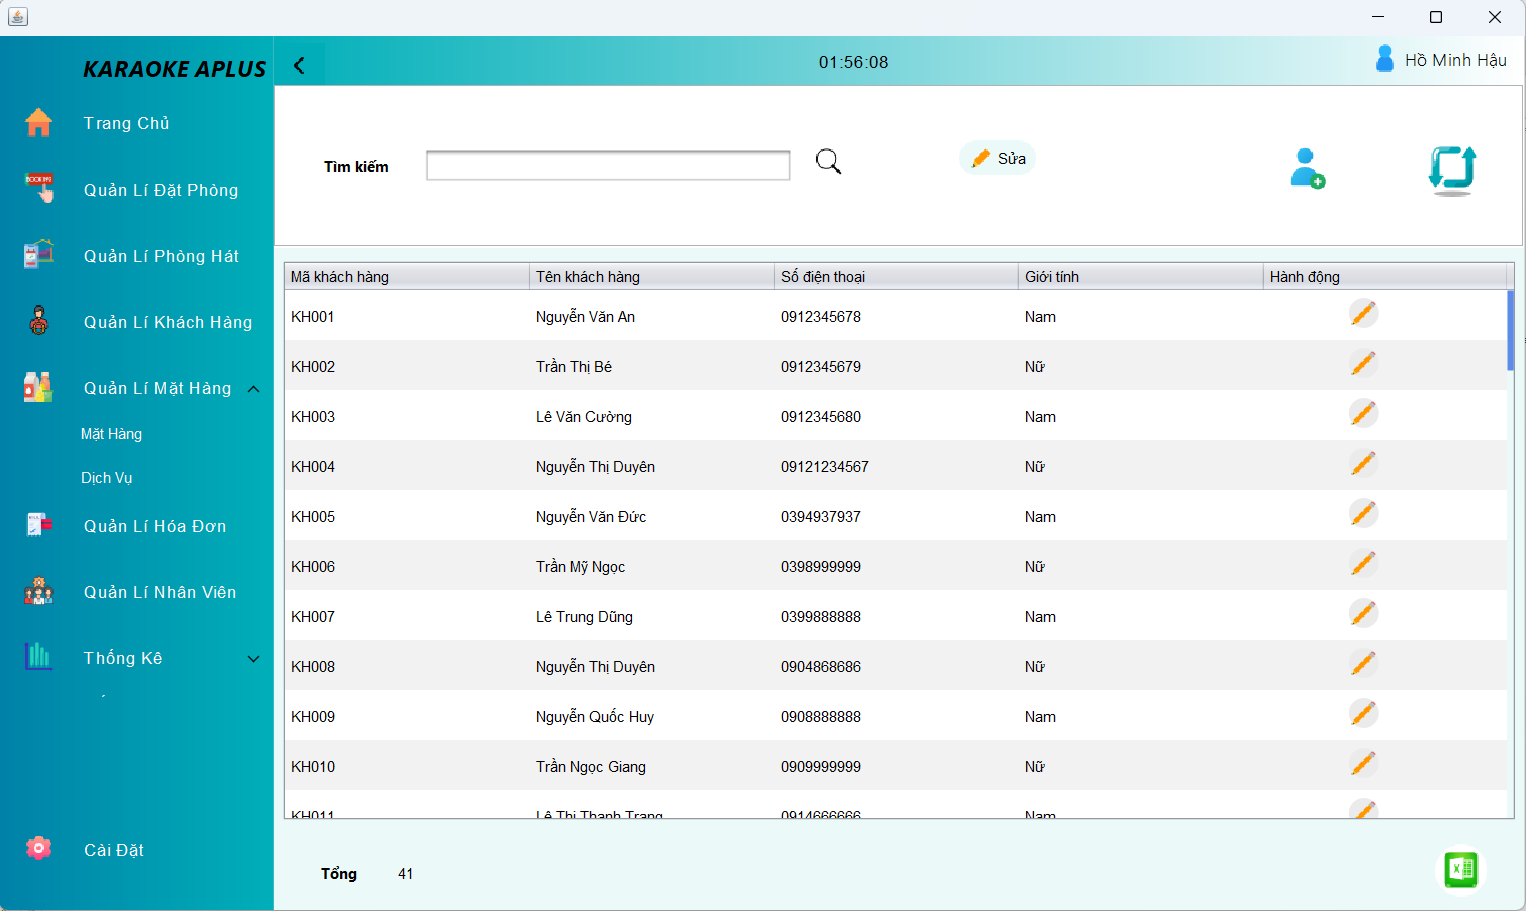 KARAOKE APLUS
01:56:08
Hồ Minh Hậu
Trang Chủ
BOOKING
Quản Lí Đặt Phòng
Quản Lí Phòng Hát
Quản Lí Khách Hàng
Quản Lí Mặt Hàng
Mặt Hàng
Dịch Vụ
Quản Lí Hóa Đơn
Quản Lí Nhân Viên
Thống Kê
Cài Đặt
Tìm kiếm
Sửa
Mã khách hàng Tên khách hàng Số điện thoại Giới tính Hành động
KH001 Nguyễn Văn An 0912345678 Nam
KH002 Trần Thị Bé 0912345679 Nữ
KH003 Lê Văn Cường 0912345680 Nam
KH004 Nguyễn Thị Duyên 09121234567 Nữ
KH005 Nguyễn Văn Đức 0394937937 Nam
KH006 Trần Mỹ Ngọc 0398999999 Nữ
KH007 Lê Trung Dũng 0399888888 Nam
KH008 Nguyễn Thị Duyên 0904868686 Nữ
KH009 Nguyễn Quốc Huy 0908888888 Nam
KH010 Trần Ngọc Giang 0909999999 Nữ
KH011 Lê Thị Thanh Trang 0914666666 Nam
Tổng 41